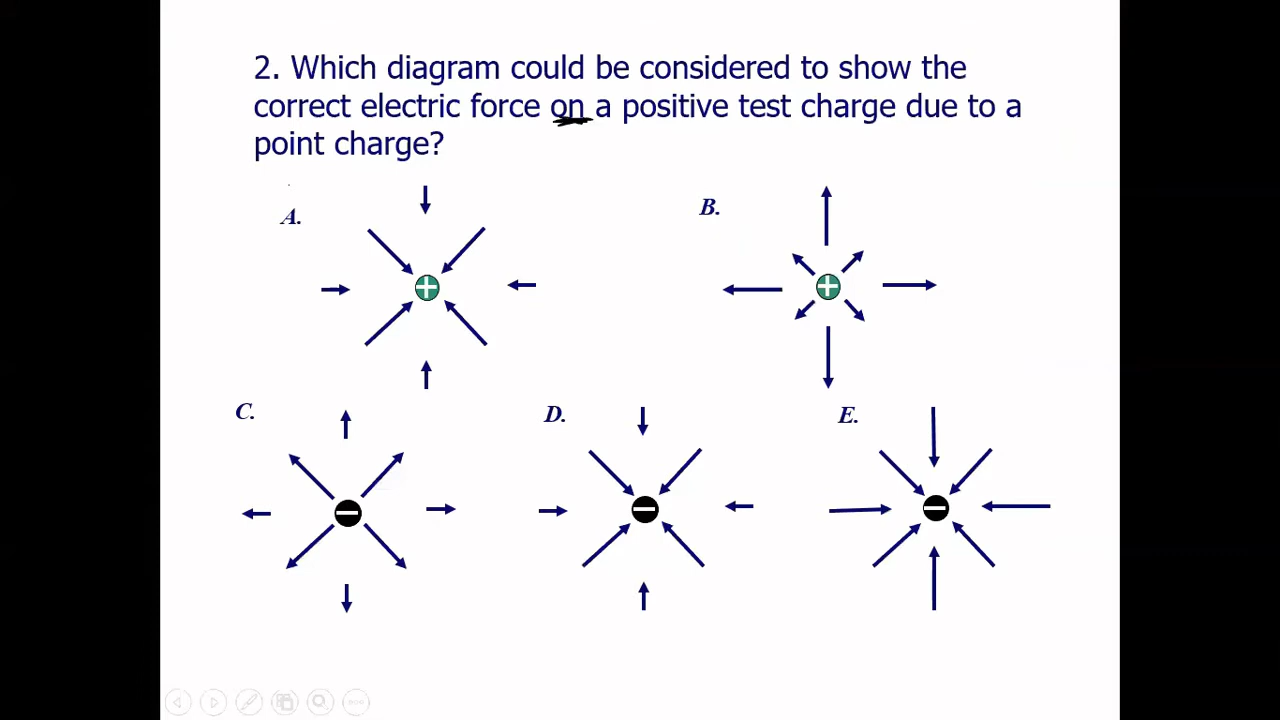 2. Which diagram could be considered to show the
correct electric force on a positive test charge due to a
point charge?
A.
B.
+
+
C.
D.
E.
−
−
−